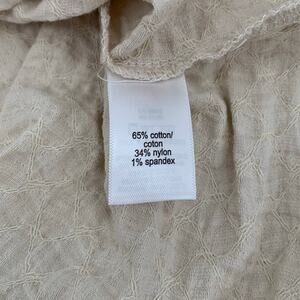 65% cotton/
coton
34% nylon
1% spandex